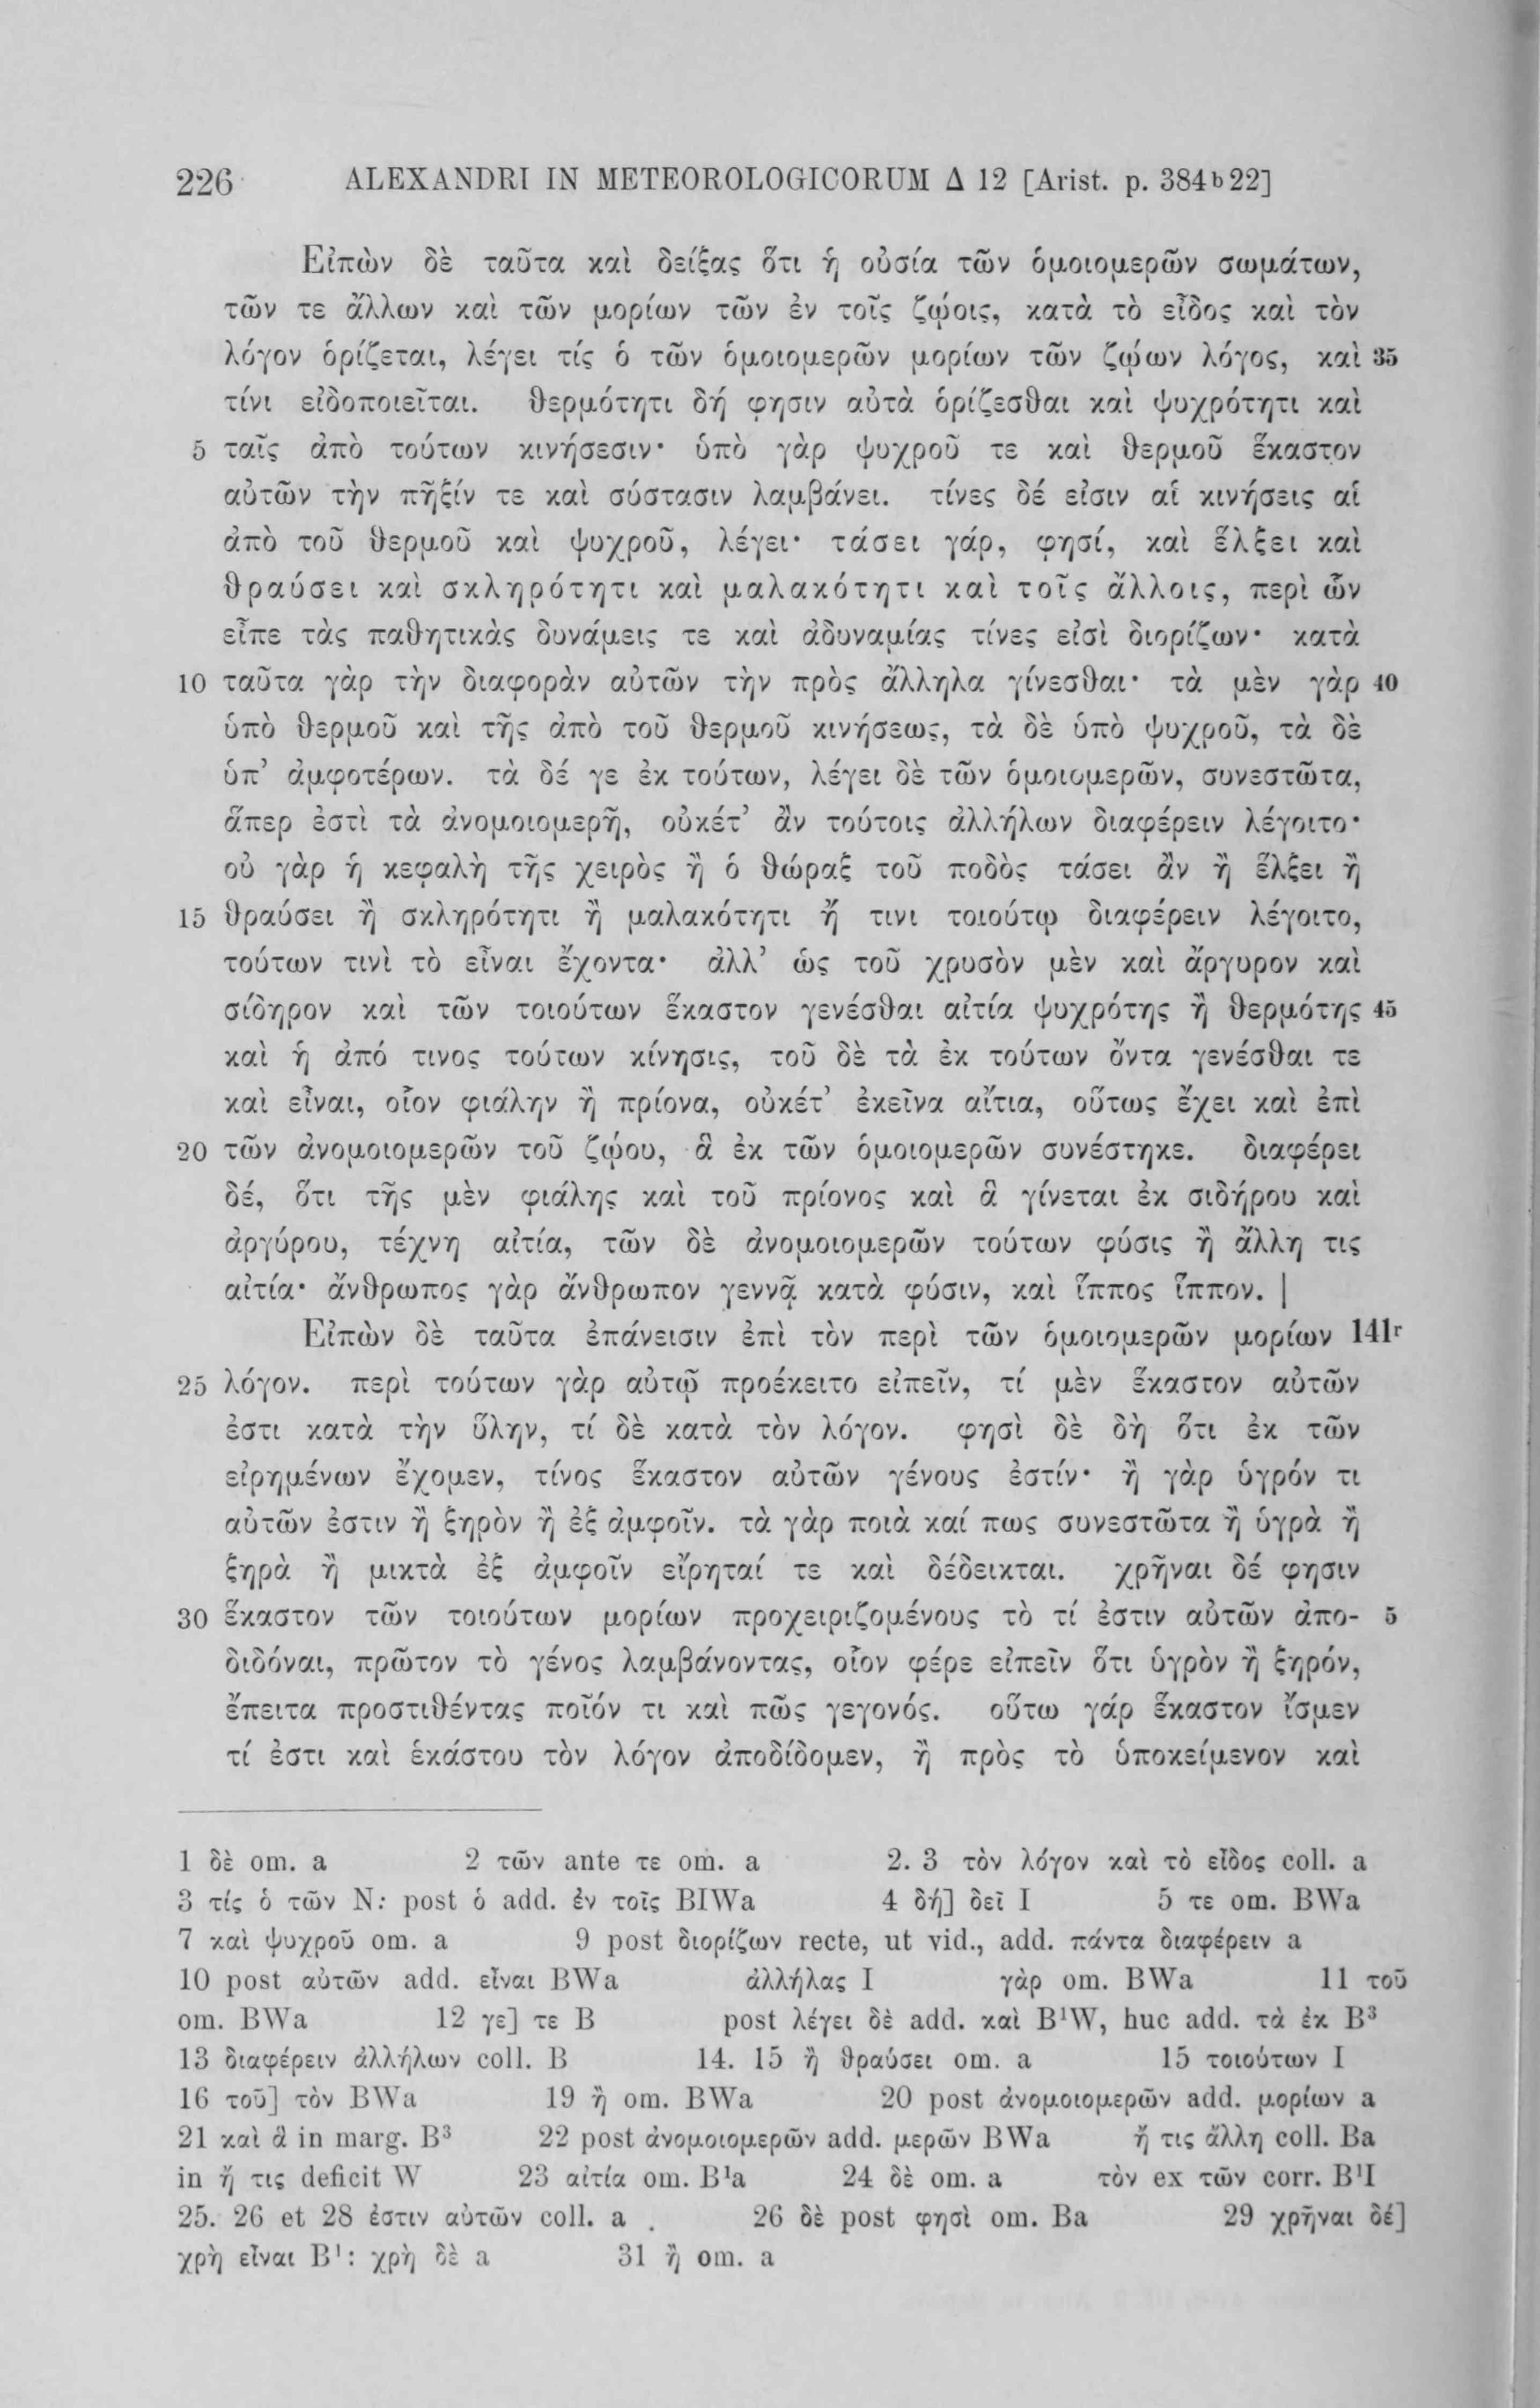 226 ALEXANDRI IN METEOROLOGICORUM Δ 12 [Arist. p. 384b22]
Εἰπὼν δὲ ταῦτα καὶ δείξας ὅτι ἡ οὐσία τῶν ὁμοιομερῶν σωμάτων,
τῶν τε ἄλλων καὶ τῶν μορίων τῶν ἐν τοῖς ζῴοις, κατὰ τὸ εἶδος καὶ τὸν
λόγον ὁρίζεται, λέγει τίς ὁ τῶν ὁμοιομερῶν μορίων τῶν ζῴων λόγος, καὶ 35
τίνι εἰδοποιεῖται. θερμότητι δή φησιν αὐτὰ ὁρίζεσθαι καὶ ψυχρότητι καὶ
5 ταῖς ἀπὸ τούτων κινήσεσιν· ὑπὸ γὰρ ψυχροῦ τε καὶ θερμοῦ ἕκαστον
αὐτῶν τὴν πῆξίν τε καὶ σύστασιν λαμβάνει. τίνες δέ εἰσιν αἱ κινήσεις αἱ
ἀπὸ τοῦ θερμοῦ καὶ ψυχροῦ, λέγει· τάσει γάρ, φησί, καὶ ἕλξει καὶ
θραύσει καὶ σκληρότητι καὶ μαλακότητι καὶ τοῖς ἄλλοις, περὶ ὧν
εἶπε τὰς παθητικὰς δυνάμεις τε καὶ ἀδυναμίας τίνες εἰσὶ διορίζων· κατὰ
10 ταῦτα γὰρ τὴν διαφορὰν αὐτῶν τὴν πρὸς ἄλληλα γίνεσθαι· τὰ μὲν γὰρ 40
ὑπὸ θερμοῦ καὶ τῆς ἀπὸ τοῦ θερμοῦ κινήσεως, τὰ δὲ ὑπὸ ψυχροῦ, τὰ δὲ
ὑπ’ ἀμφοτέρων. τὰ δέ γε ἐκ τούτων, λέγει δὲ τῶν ὁμοιομερῶν, συνεστῶτα,
ἅπερ ἐστὶ τὰ ἀνομοιομερῆ, οὐκέτ’ ἂν τούτοις ἀλλήλων διαφέρειν λέγοιτο·
οὐ γὰρ ἡ κεφαλὴ τῆς χειρὸς ἢ ὁ θώραξ τοῦ ποδὸς τάσει ἂν ἢ ἕλξει ἢ
15 θραύσει ἢ σκληρότητι ἢ μαλακότητι ἤ τινι τοιούτῳ διαφέρειν λέγοιτο,
τούτων τινὶ τὸ εἶναι ἔχοντα· ἀλλ’ ὡς τοῦ χρυσὸν μὲν καὶ ἄργυρον καὶ
σίδηρον καὶ τῶν τοιούτων ἕκαστον γενέσθαι αἰτία ψυχρότης ἢ θερμότης 45
καὶ ἡ ἀπό τινος τούτων κίνησις, τοῦ δὲ τὰ ἐκ τούτων ὄντα γενέσθαι τε
καὶ εἶναι, οἷον φιάλην ἢ πρίονα, οὐκέτ’ ἐκεῖνα αἴτια, οὕτως ἔχει καὶ ἐπὶ
20 τῶν ἀνομοιομερῶν τοῦ ζῴου, ἃ ἐκ τῶν ὁμοιομερῶν συνέστηκε. διαφέρει
δέ, ὅτι τῆς μὲν φιάλης καὶ τοῦ πρίονος καὶ ἃ γίνεται ἐκ σιδήρου καὶ
ἀργύρου, τέχνη αἰτία, τῶν δὲ ἀνομοιομερῶν τούτων φύσις ἢ ἄλλη τις
αἰτία· ἄνθρωπος γὰρ ἄνθρωπον γεννᾷ κατὰ φύσιν, καὶ ἵππος ἵππον. |
Εἰπὼν δὲ ταῦτα ἐπάνεισιν ἐπὶ τὸν περὶ τῶν ὁμοιομερῶν μορίων 141r
25 λόγον. περὶ τούτων γὰρ αὐτῷ προέκειτο εἰπεῖν, τί μὲν ἕκαστον αὐτῶν
ἐστι κατὰ τὴν ὕλην, τί δὲ κατὰ τὸν λόγον. φησὶ δὲ δὴ ὅτι ἐκ τῶν
εἰρημένων ἔχομεν, τίνος ἕκαστον αὐτῶν γένους ἐστίν· ἢ γὰρ ὑγρόν τι
αὐτῶν ἐστιν ἢ ξηρὸν ἢ ἐξ ἀμφοῖν. τὰ γὰρ ποιὰ καί πως συνεστῶτα ἢ ὑγρὰ ἢ
ξηρὰ ἢ μικτὰ ἐξ ἀμφοῖν εἴρηταί τε καὶ δέδεικται. χρῆναι δέ φησιν
30 ἕκαστον τῶν τοιούτων μορίων προχειριζομένους τὸ τί ἐστιν αὐτῶν ἀπο- 5
διδόναι, πρῶτον τὸ γένος λαμβάνοντας, οἷον φέρε εἰπεῖν ὅτι ὑγρὸν ἢ ξηρόν,
ἔπειτα προστιθέντας ποῖόν τι καὶ πῶς γεγονός. οὕτω γάρ ἕκαστον ἴσμεν
τί ἐστι καὶ ἑκάστου τὸν λόγον ἀποδίδομεν, ἢ πρὸς τὸ ὑποκείμενον καὶ
1 δὲ om. a 2 τῶν ante τε om. a 2. 3 τὸν λόγον καὶ τὸ εἶδος coll. a
3 τίς ὁ τῶν N: post ὁ add. ἐν τοῖς BIWa 4 δή] δεῖ I 5 τε om. BWa
7 καὶ ψυχροῦ om. a 9 post διορίζων recte, ut vid., add. πάντα διαφέρειν a
10 post αὐτῶν add. εἶναι BWa ἀλλήλας I γὰρ om. BWa 11 τοῦ
om. BWa 12 γε] τε B post λέγει δὲ add. καὶ B¹W, huc add. τὰ ἐκ B³
13 διαφέρειν ἀλλήλων coll. B 14. 15 ἢ θραύσει om. a 15 τοιούτων I
16 τοῦ] τὸν BWa 19 ἢ om. BWa 20 post ἀνομοιομερῶν add. μορίων a
21 καὶ ἃ in marg. B³ 22 post ἀνομοιομερῶν add. μερῶν BWa ἤ τις ἄλλη coll. Ba
in ἤ τις deficit W 23 αἰτία om. B¹a 24 δὲ om. a τὸν ex τῶν corr. B¹I
25. 26 et 28 ἐστιν αὐτῶν coll. a 26 δὲ post φησὶ om. Ba 29 χρῆναι δέ]
χρὴ εἶναι B¹: χρὴ δὲ a 31 ἢ om. a